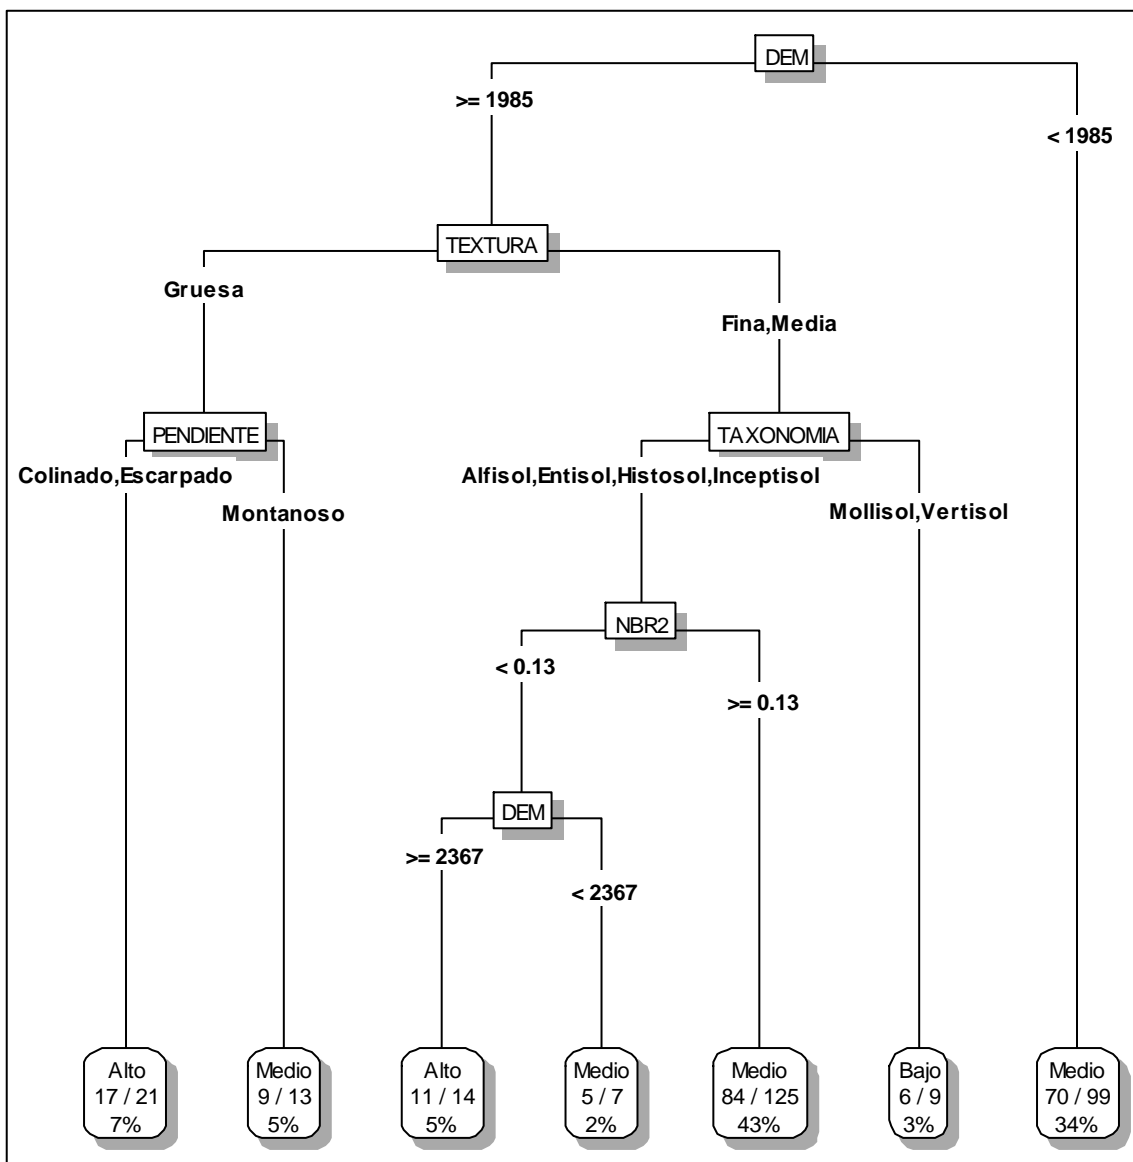 DEM
>= 1985
< 1985
TEXTURA
Gruesa
Fina,Media
PENDIENTE
TAXONOMIA
Colinado,Escarpado
Alfisol,Entisol,Histosol,Inceptisol
Montanoso
Mollisol,Vertisol
NBR2
< 0.13
>= 0.13
DEM
>= 2367
< 2367
Alto
17 / 21
7%
Medio
9 / 13
5%
Alto
11 / 14
5%
Medio
5 / 7
2%
Medio
84 / 125
43%
Bajo
6 / 9
3%
Medio
70 / 99
34%